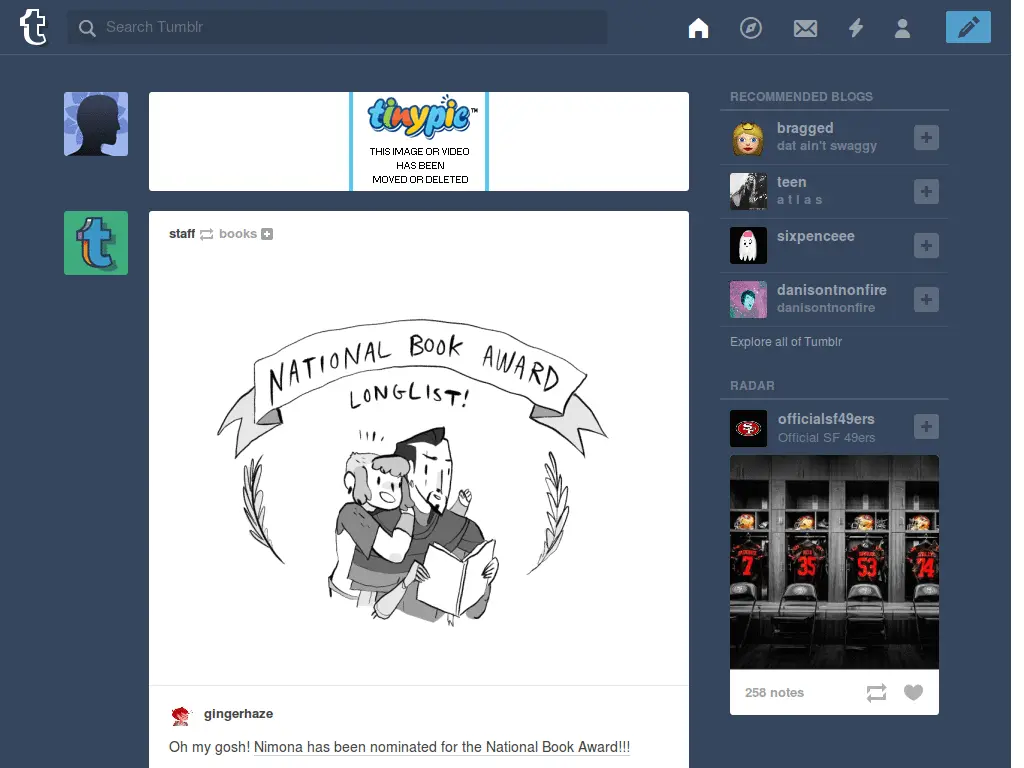 Search Tumblr
tinypic™
THIS IMAGE OR VIDEO
HAS BEEN
MOVED OR DELETED
staff books
NATIONAL BOOK AWARD
LONGLIST!
gingerhaze
Oh my gosh! Nimona has been nominated for the National Book Award!!!
RECOMMENDED BLOGS
bragged
dat ain't swaggy
teen
a t l a s
sixpenceee
danisontnonfire
danisontnonfire
Explore all of Tumblr
RADAR
officialsf49ers
Official SF 49ers
SF
7 35 53 74
258 notes